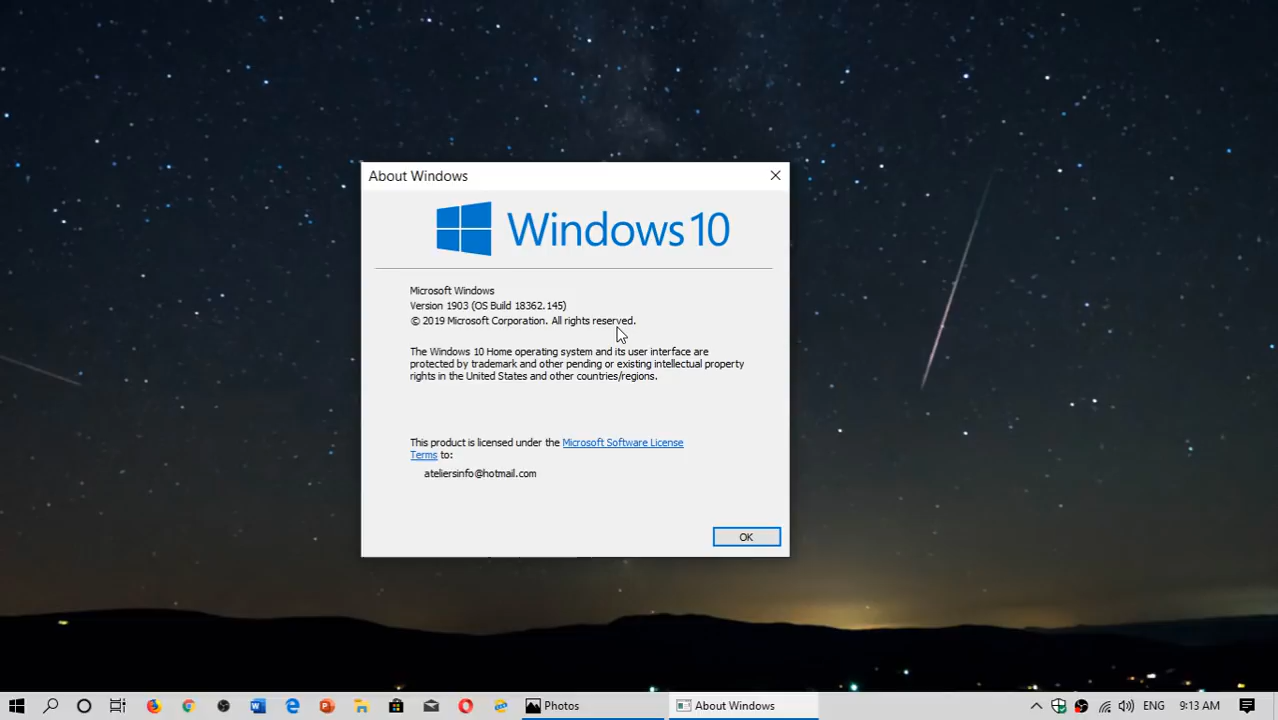 About Windows
Windows 10
Microsoft Windows
Version 1903 (OS Build 18362.145)
© 2019 Microsoft Corporation. All rights reserved.
The Windows 10 Home operating system and its user interface are
protected by trademark and other pending or existing intellectual property
rights in the United States and other countries/regions.
This product is licensed under the Microsoft Software License
Terms to:
ateliersinfo@hotmail.com
OK
Photos
About Windows
ENG
9:13 AM